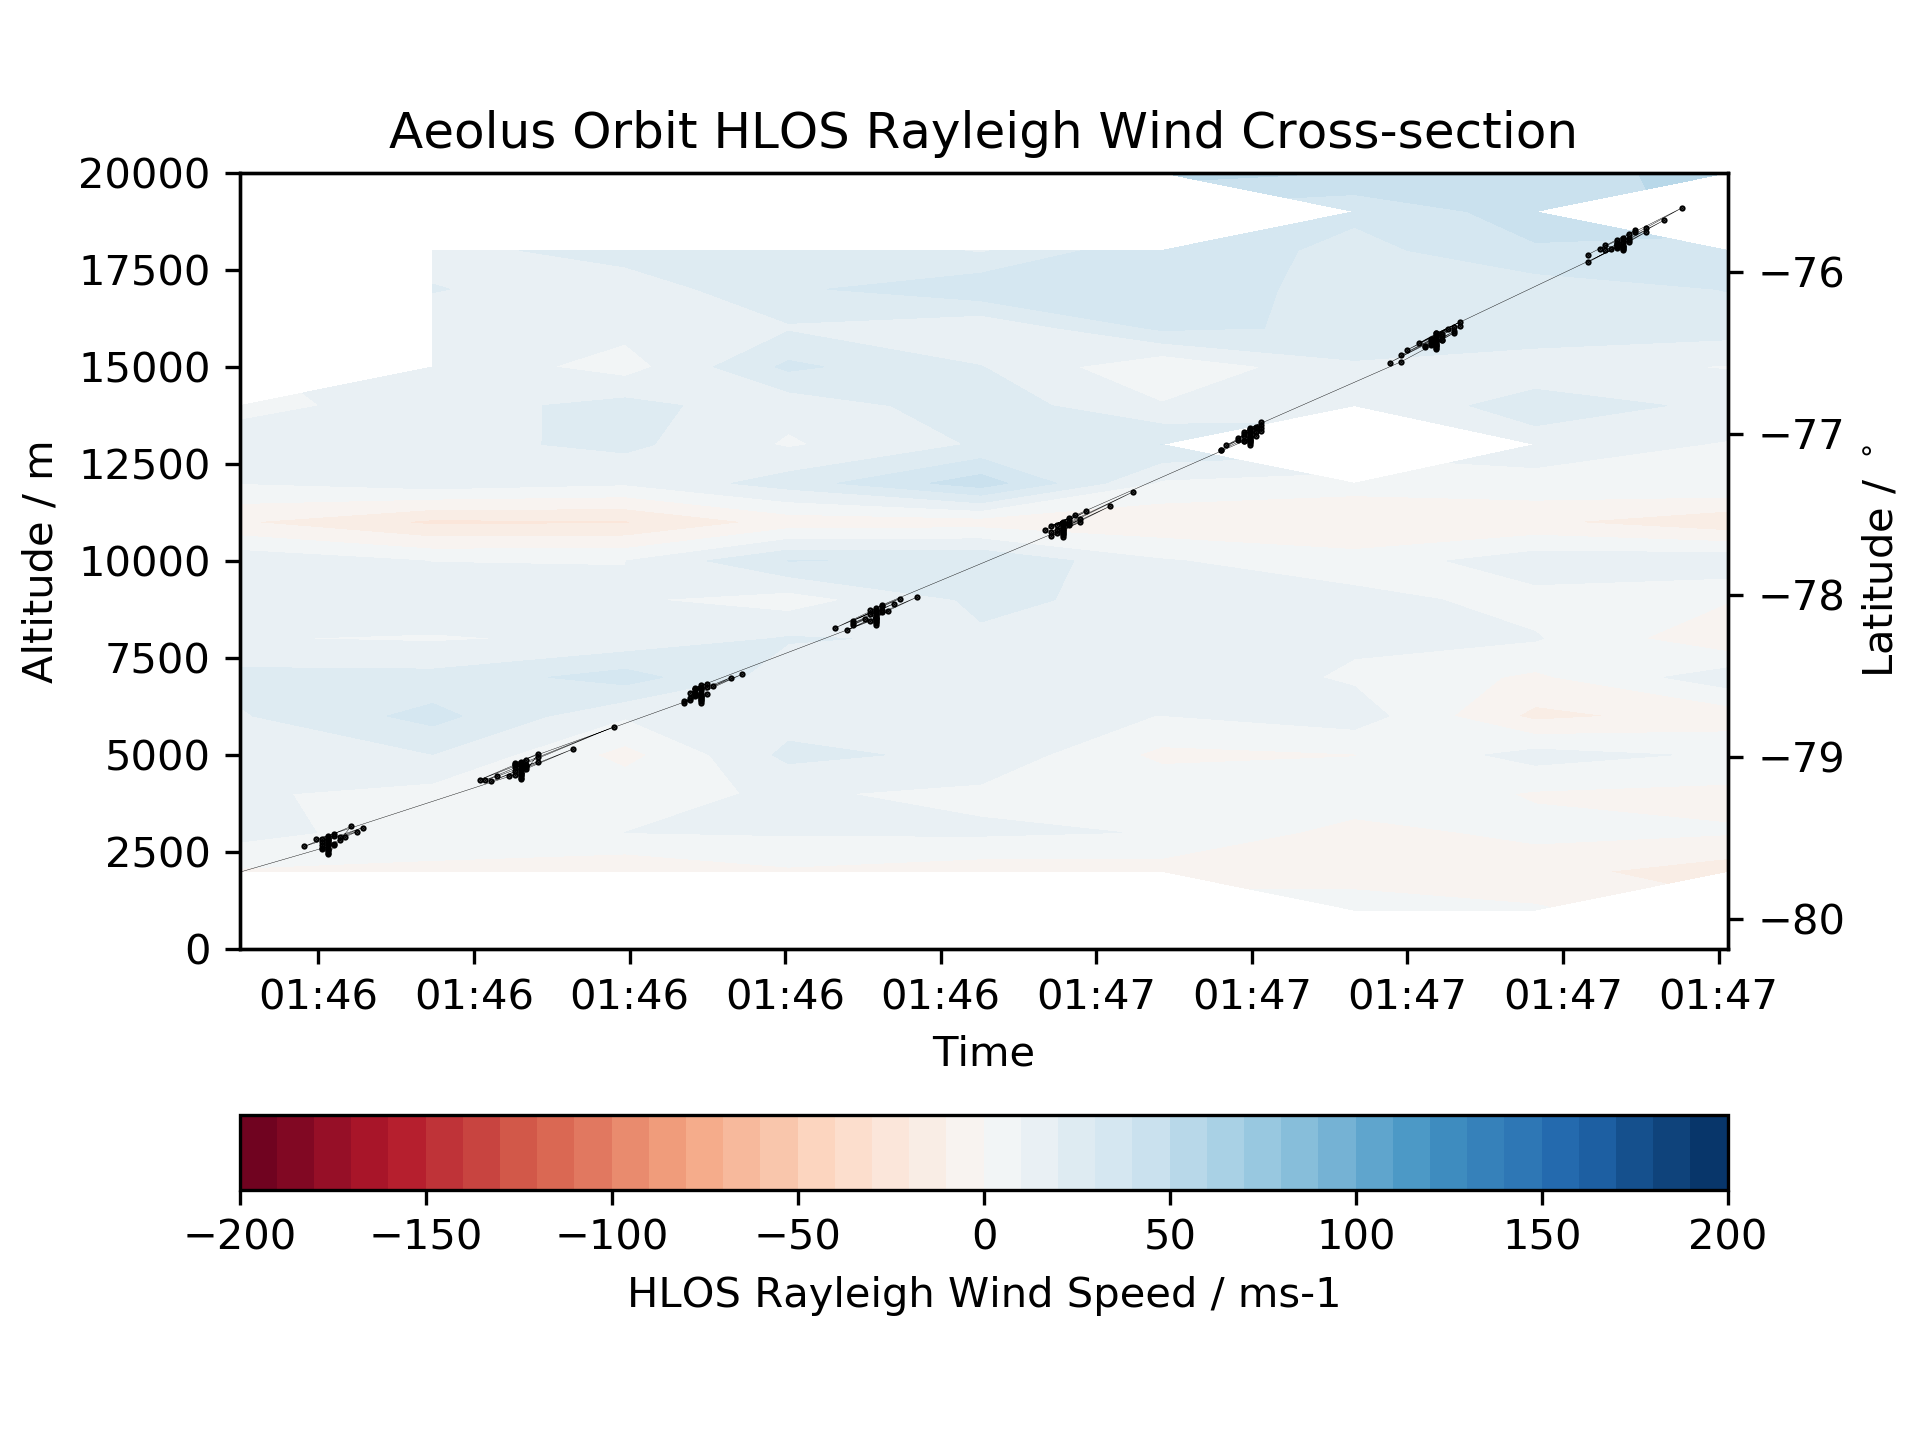 Aeolus Orbit HLOS Rayleigh Wind Cross-section
20000
17500
15000
12500
10000
7500
5000
2500
0
Altitude / m
−76
−77
−78
−79
−80
Latitude / °
01:46 01:46 01:46 01:46 01:46 01:47 01:47 01:47 01:47 01:47
Time
−200 −150 −100 −50 0 50 100 150 200
HLOS Rayleigh Wind Speed / ms-1